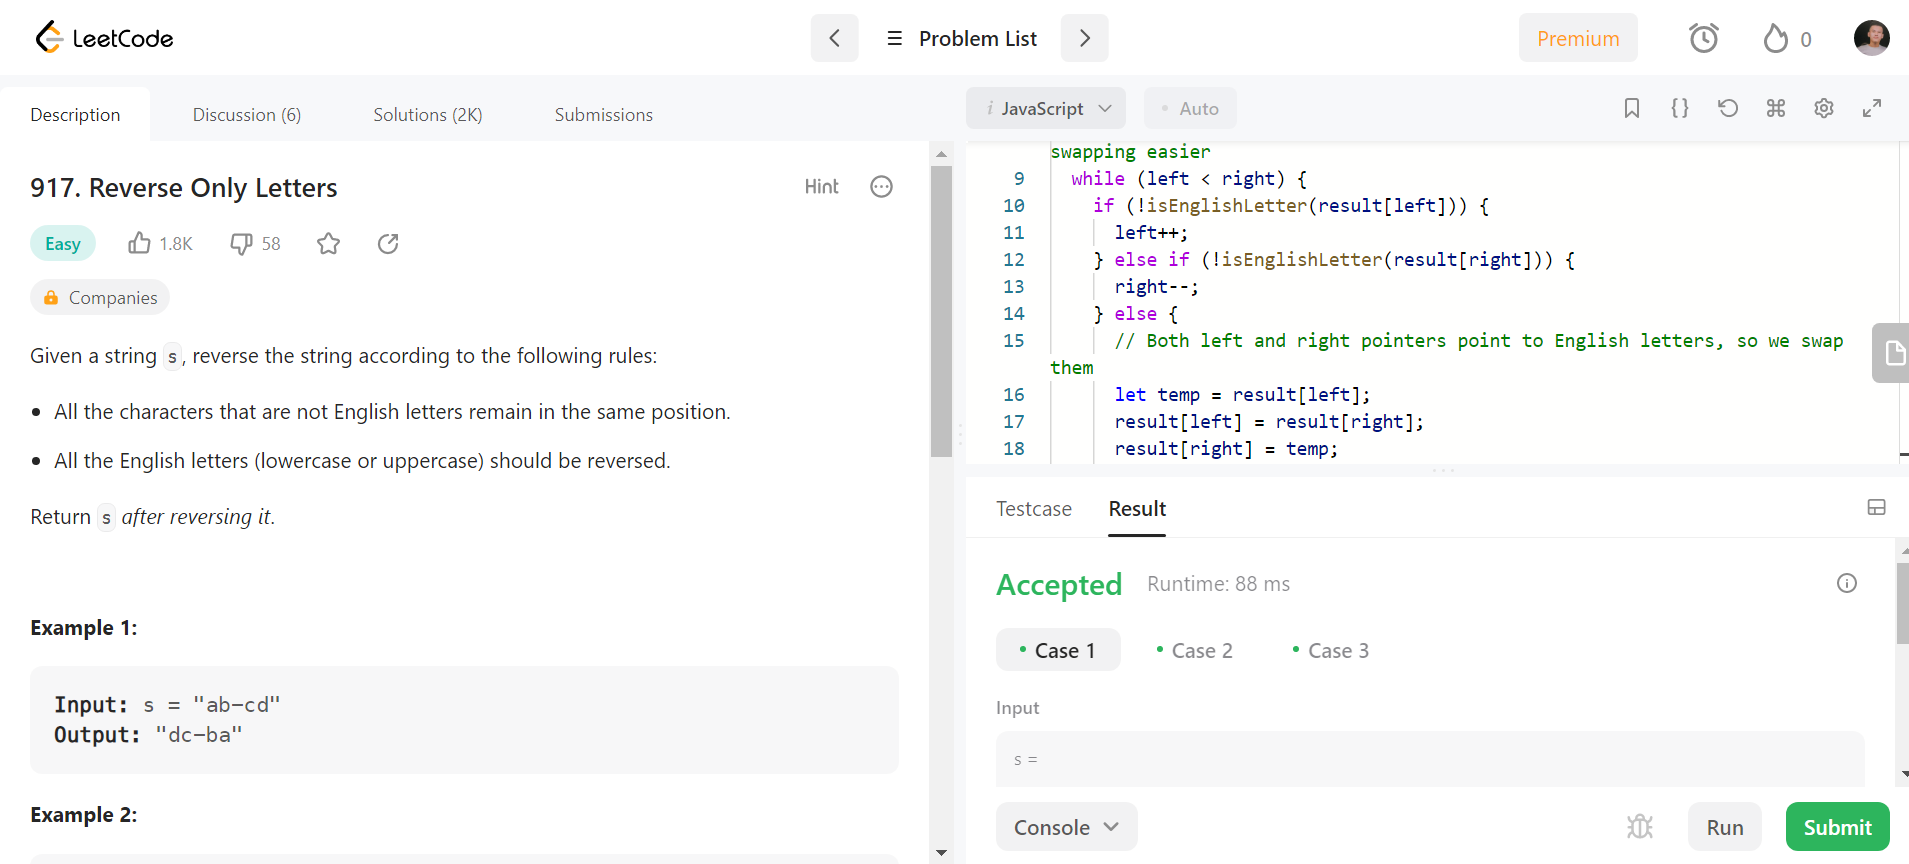 LeetCode
Problem List
Premium
0
Description
Discussion (6)
Solutions (2K)
Submissions
917. Reverse Only Letters
Hint
Easy
1.8K
58
Companies
Given a string s, reverse the string according to the following rules:
• All the characters that are not English letters remain in the same position.
• All the English letters (lowercase or uppercase) should be reversed.
Return s after reversing it.
Example 1:
Input: s = "ab-cd"
Output: "dc-ba"
Example 2:
i JavaScript
• Auto
swapping easier
9 while (left < right) {
10 if (!isEnglishLetter(result[left])) {
11 left++;
12 } else if (!isEnglishLetter(result[right])) {
13 right--;
14 } else {
15 // Both left and right pointers point to English letters, so we swap
them
16 let temp = result[left];
17 result[left] = result[right];
18 result[right] = temp;
Testcase
Result
Accepted
Runtime: 88 ms
• Case 1
• Case 2
• Case 3
Input
s =
Console
Run
Submit